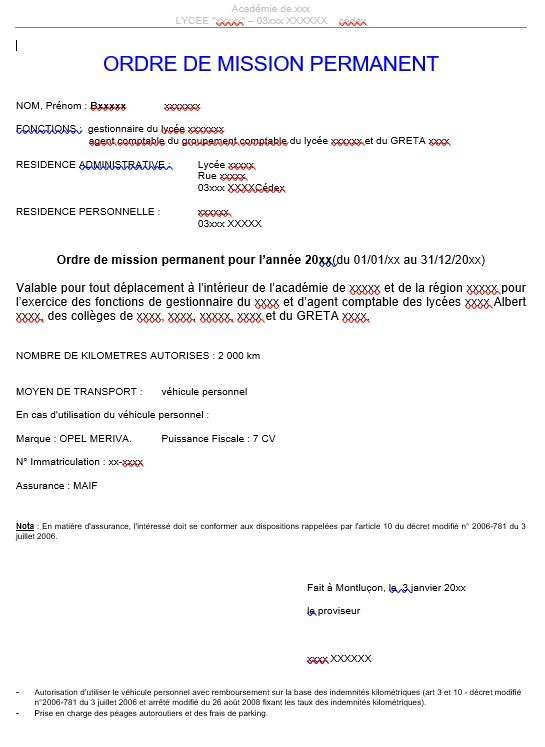 Académie de xxx
LYCEE "xxxxx" – 03xxx XXXXXX cédex
ORDRE DE MISSION PERMANENT
NOM, Prénom : Bxxxxx xxxxxxx
FONCTIONS : gestionnaire du lycée xxxxxxx
agent comptable du groupement comptable du lycée xxxxxx et du GRETA xxxx
RESIDENCE ADMINISTRATIVE : Lycée xxxxx
Rue xxxxx
03xxx XXXXCédex
RESIDENCE PERSONNELLE : xxxxxx
03xxx XXXXX
Ordre de mission permanent pour l'année 20xx(du 01/01/xx au 31/12/20xx)
Valable pour tout déplacement à l'intérieur de l'académie de xxxxx et de la région xxxxx pour
l'exercice des fonctions de gestionnaire du xxxx et d'agent comptable des lycées xxxx Albert
xxxx, des collèges de xxxx, xxxx, xxxxx, xxxx et du GRETA xxxx.
NOMBRE DE KILOMETRES AUTORISES : 2 000 km
MOYEN DE TRANSPORT : véhicule personnel
En cas d'utilisation du véhicule personnel :
Marque : OPEL MERIVA. Puissance Fiscale : 7 CV
N° Immatriculation : xx-xxxx
Assurance : MAIF
Nota : En matière d'assurance, l'intéressé doit se conformer aux dispositions rappelées par l'article 10 du décret modifié n° 2006-781 du 3
juillet 2006.
Fait à Montluçon, le 3 janvier 20xx
le proviseur
xxxx XXXXXX
- Autorisation d'utiliser le véhicule personnel avec remboursement sur la base des indemnités kilométriques (art 3 et 10 - décret modifié
n°2006-781 du 3 juillet 2006 et arrêté modifié du 26 août 2008 fixant les taux des indemnités kilométriques).
- Prise en charge des péages autoroutiers et des frais de parking.